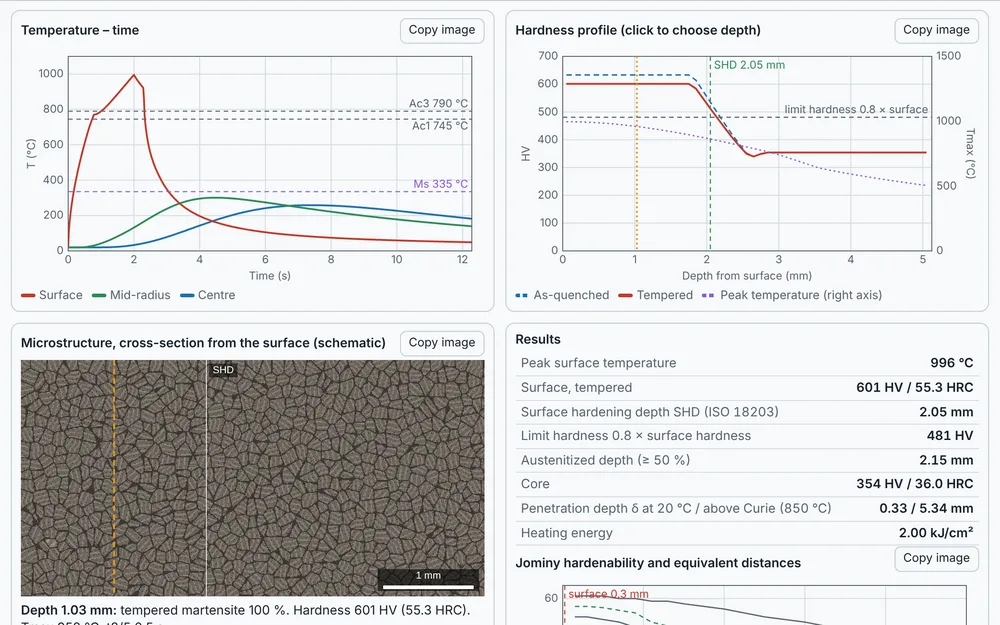 Temperature – time
Copy image
1000
800
600
400
200
0
T (°C)
Ac3 790 °C
Ac1 745 °C
Ms 335 °C
0 2 4 6 8 10 12
Time (s)
Surface Mid-radius Centre
Hardness profile (click to choose depth)
Copy image
700
600
500
400
300
200
100
0
HV
SHD 2.05 mm
limit hardness 0.8 × surface
1500
1000
500
0
Tmax (°C)
0 1 2 3 4 5
Depth from surface (mm)
As-quenched Tempered Peak temperature (right axis)
Microstructure, cross-section from the surface (schematic)
Copy image
SHD
1 mm
Depth 1.03 mm: tempered martensite 100 %. Hardness 601 HV (55.3 HRC).
Results
Peak surface temperature 996 °C
Surface, tempered 601 HV / 55.3 HRC
Surface hardening depth SHD (ISO 18203) 2.05 mm
Limit hardness 0.8 × surface hardness 481 HV
Austenitized depth (≥ 50 %) 2.15 mm
Core 354 HV / 36.0 HRC
Penetration depth δ at 20 °C / above Curie (850 °C) 0.33 / 5.34 mm
Heating energy 2.00 kJ/cm²
Jominy hardenability and equivalent distances
Copy image
60
surface 0.3 mm